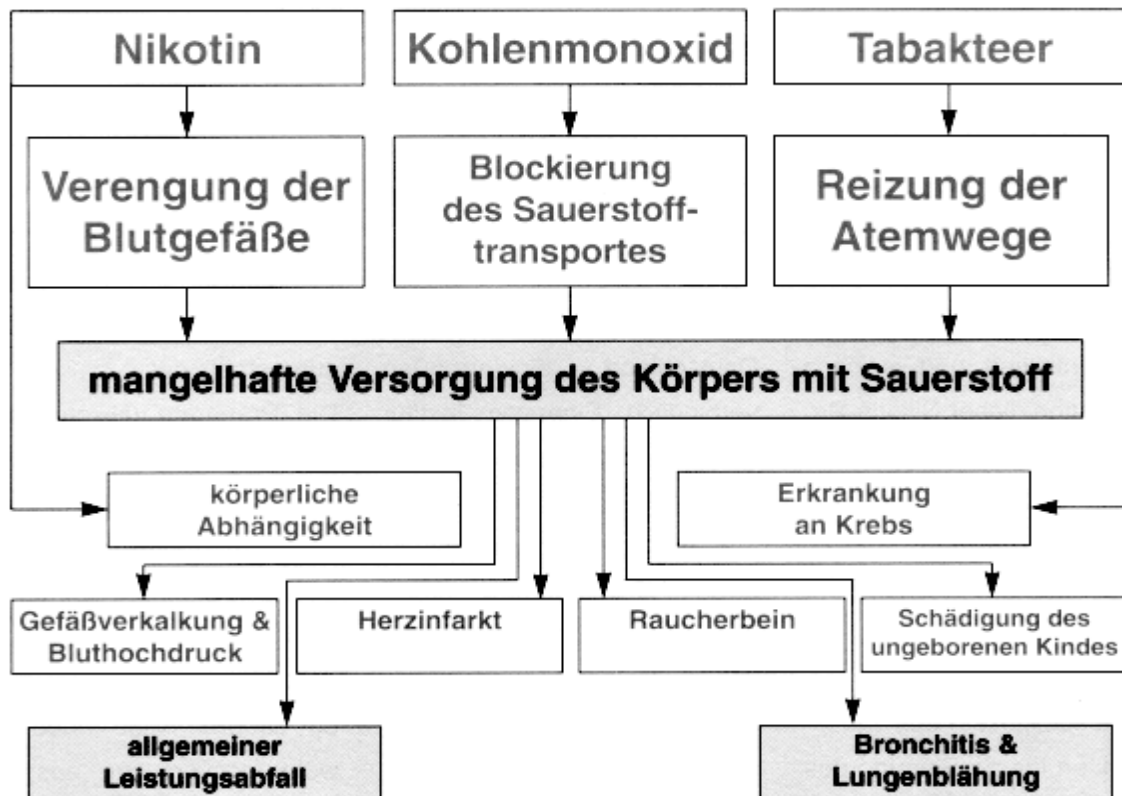 Nikotin
Kohlenmonoxid
Tabakteer
Verengung der
Blutgefäße
Blockierung
des Sauerstoff-
transportes
Reizung der
Atemwege
mangelhafte Versorgung des Körpers mit Sauerstoff
körperliche
Abhängigkeit
Erkrankung
an Krebs
Gefäßverkalkung &
Bluthochdruck
Herzinfarkt
Raucherbein
Schädigung des
ungeborenen Kindes
allgemeiner
Leistungsabfall
Bronchitis &
Lungenblähung